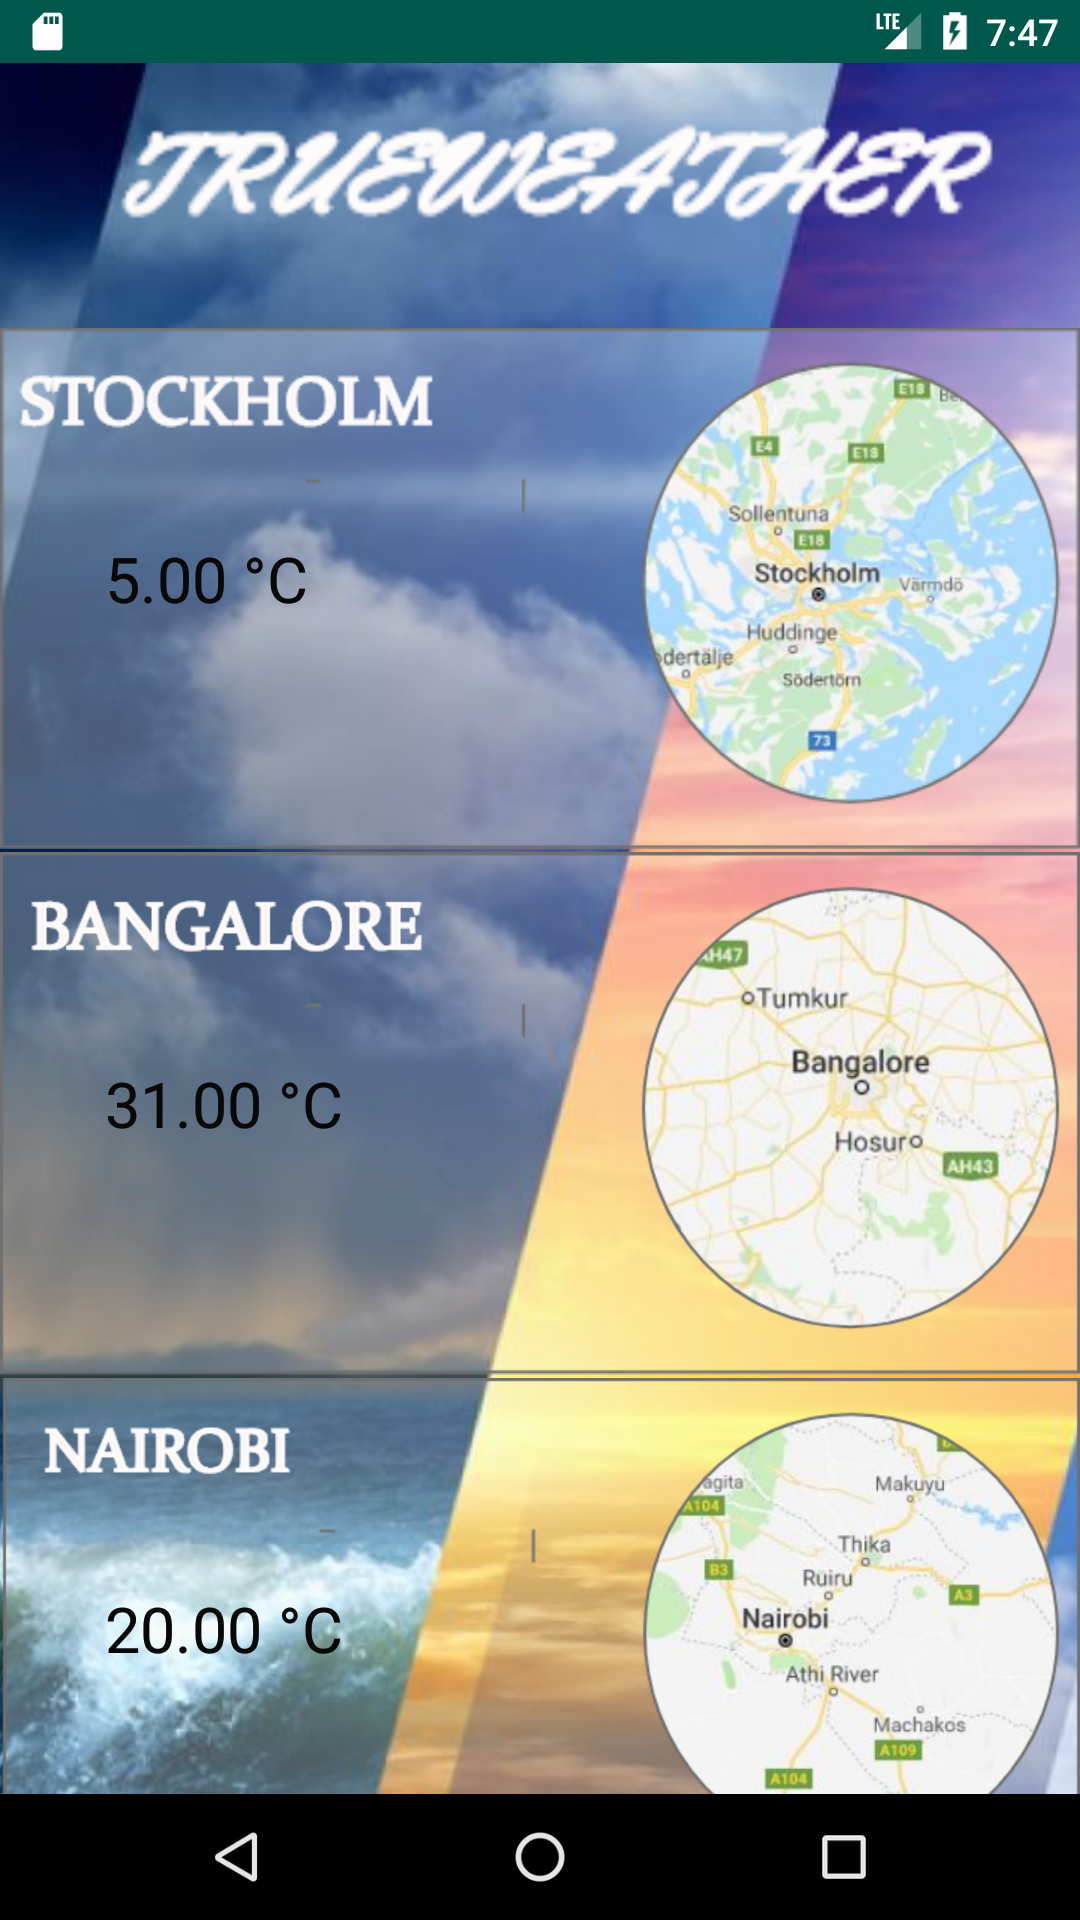 LTE 7:47
TRUEWEATHER
STOCKHOLM
5.00 °C
E18
E4
E18
Sollentuna
E18
Stockholm
Värmdö
Huddinge
Södertörn
73
BANGALORE
31.00 °C
AH47
Tumkur
Bangalore
Hosur
AH43
NAIROBI
20.00 °C
Makuyu
A104
Thika
B3
Ruiru
A3
Nairobi
Athi River
Machakos
A109
A104